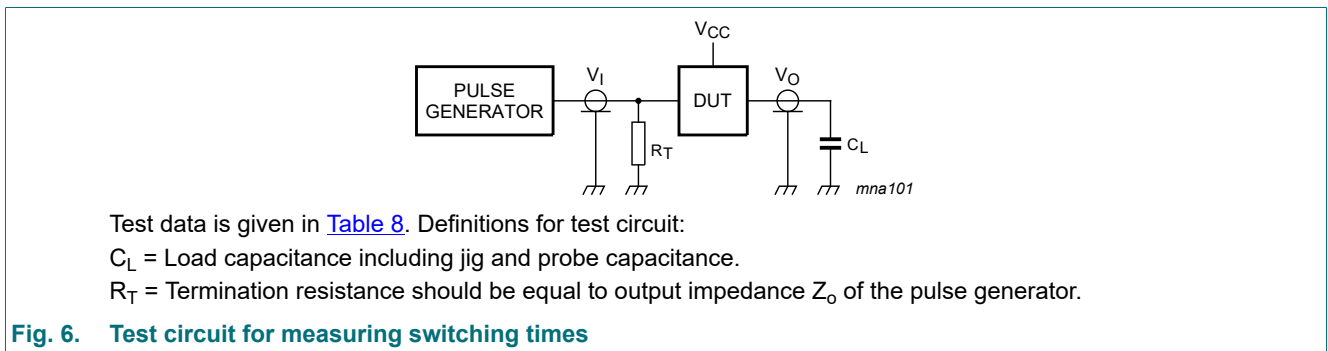 VCC
PULSE
GENERATOR
VI
DUT
VO
RT
CL
mna101
Test data is given in Table 8. Definitions for test circuit:
CL = Load capacitance including jig and probe capacitance.
RT = Termination resistance should be equal to output impedance Zo of the pulse generator.
Fig. 6. Test circuit for measuring switching times